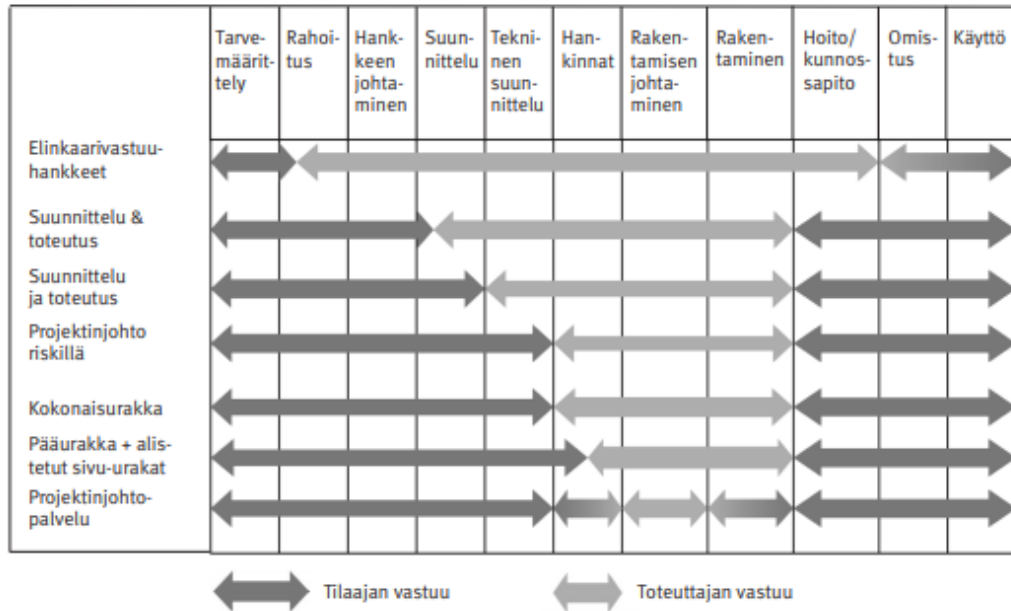 Tarve-
määrit-
tely
Rahoi-
tus
Hank-
keen
johta-
minen
Suun-
nittelu
Tekni-
nen
suun-
nittelu
Han-
kinnat
Raken-
tamisen
johta-
minen
Raken-
taminen
Hoito/
kunnos-
sapito
Omis-
tus
Käyttö
Elinkaarivastuu-
hankkeet
Suunnittelu &
toteutus
Suunnittelu
ja toteutus
Projektinjohto
riskillä
Kokonaisurakka
Pääurakka + alis-
tetut sivu-urakat
Projektinjohto-
palvelu
Tilaajan vastuu
Toteuttajan vastuu